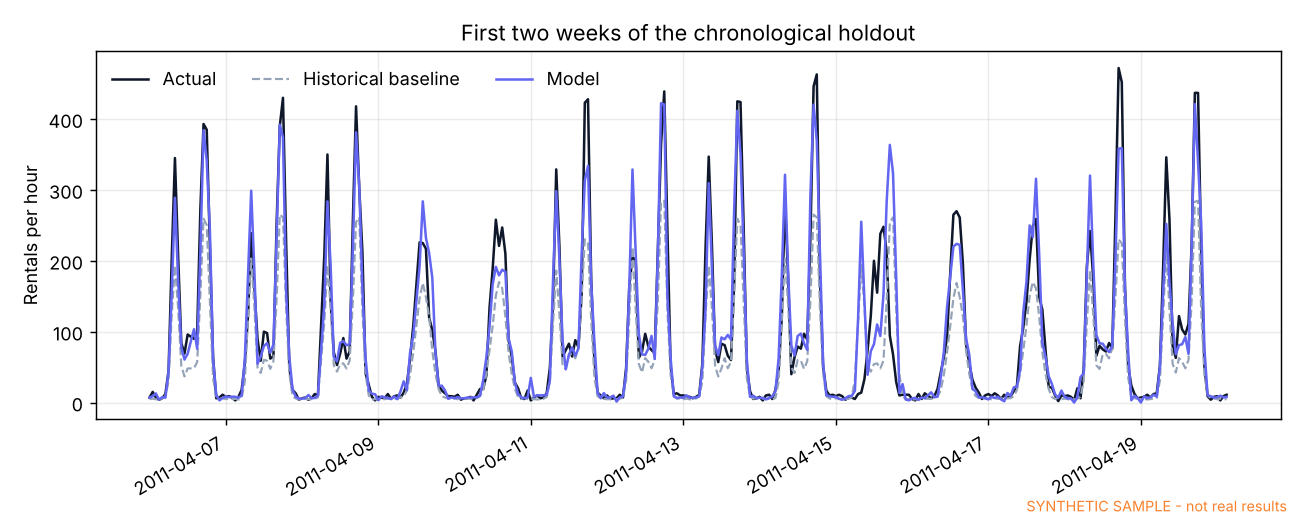 First two weeks of the chronological holdout
Actual
Historical baseline
Model
Rentals per hour
400
300
200
100
0
2011-04-07
2011-04-09
2011-04-11
2011-04-13
2011-04-15
2011-04-17
2011-04-19
SYNTHETIC SAMPLE - not real results